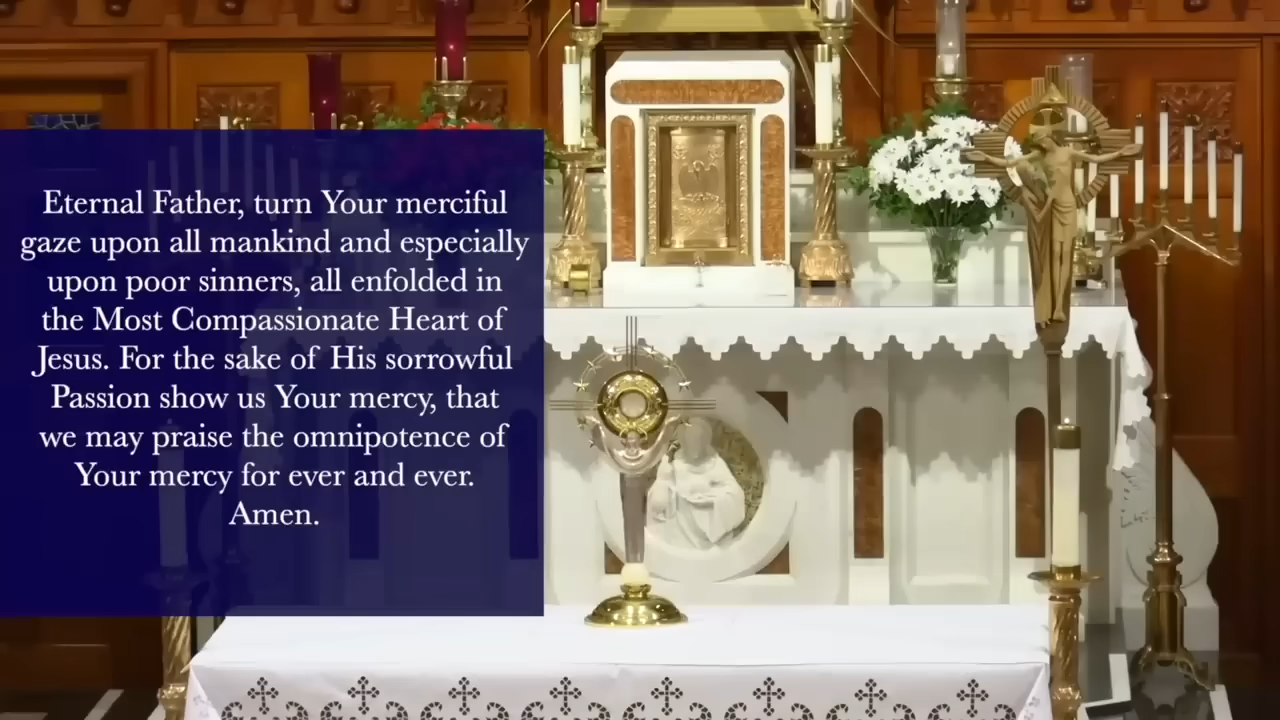 Eternal Father, turn Your merciful
gaze upon all mankind and especially
upon poor sinners, all enfolded in
the Most Compassionate Heart of
Jesus. For the sake of His sorrowful
Passion show us Your mercy, that
we may praise the omnipotence of
Your mercy for ever and ever.
Amen.